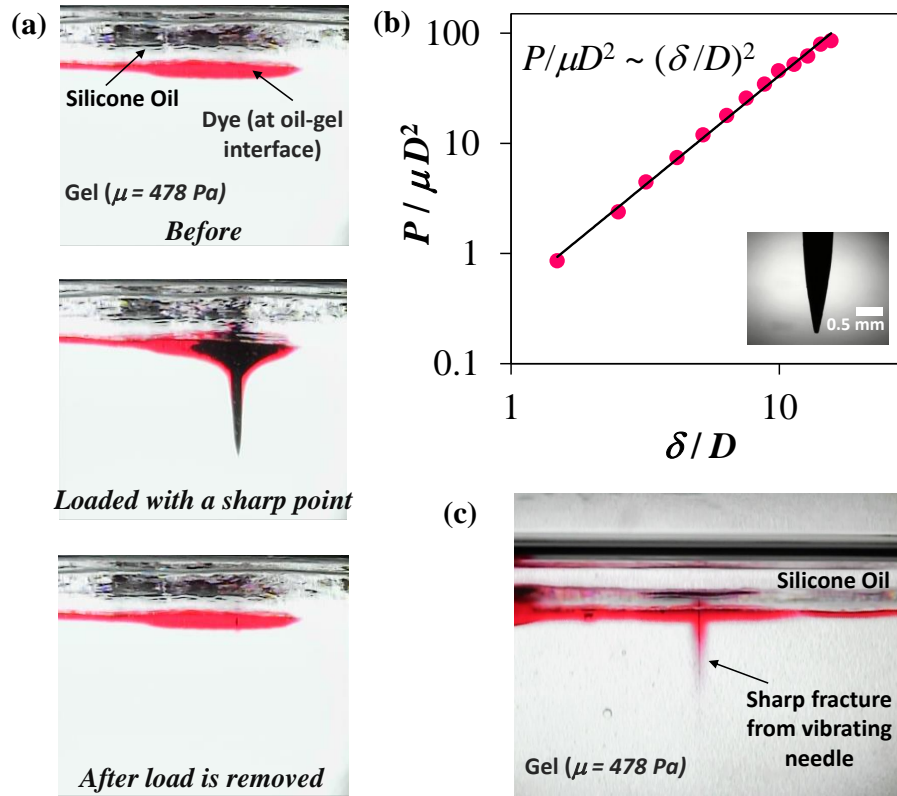 (a)
Silicone Oil
Dye (at oil-gel
interface)
Gel (μ = 478 Pa)
Before
Loaded with a sharp point
After load is removed
(b)
100
10
1
0.1
P / μD²
P/μD² ~ (δ/D)²
0.5 mm
1
10
δ / D
(c)
Silicone Oil
Sharp fracture
from vibrating
needle
Gel (μ = 478 Pa)